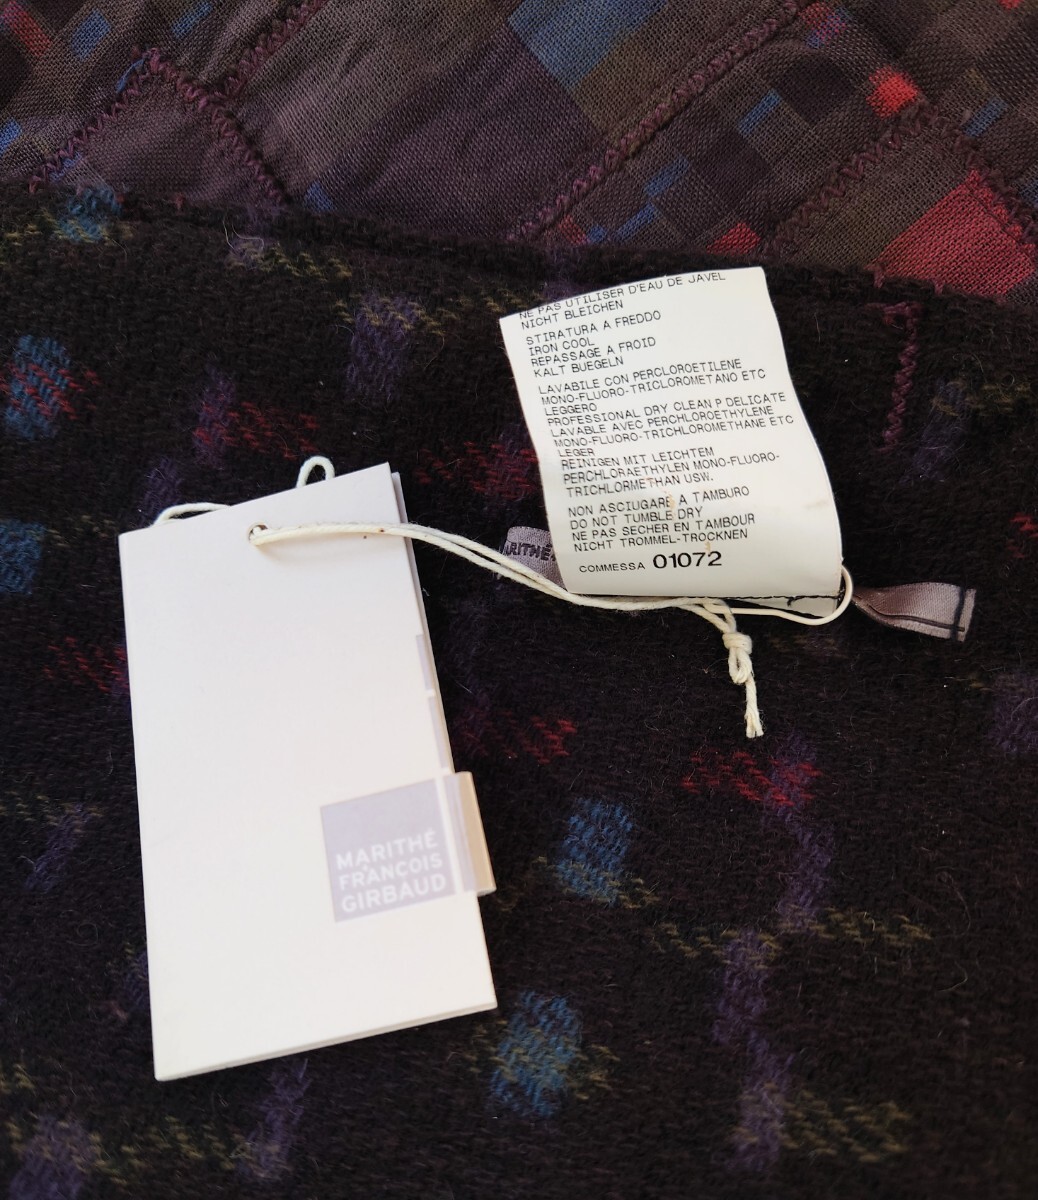 NE PAS UTILISER D'EAU DE JAVEL
NICHT BLEICHEN
STIRATURA A FREDDO
IRON COOL
REPASSAGE A FROID
KALT BUEGELN
LAVABILE CON PERCLOROETILENE
MONO-FLUORO-TRICLOROMETANO ETC
LEGGERO
PROFESSIONAL DRY CLEAN P DELICATE
LAVABLE AVEC PERCHLOROETHYLENE
MONO-FLUORO-TRICHLOROMETHANE ETC
LEGER
REINIGEN MIT LEICHTEM
PERCHLORAETHYLEN MONO-FLUORO-
TRICHLORMETHAN USW.
NON ASCIUGARE A TAMBURO
DO NOT TUMBLE DRY
NE PAS SECHER EN TAMBOUR
NICHT TROMMEL-TROCKNEN
COMMESSA 01072
MARITHÉ
FRANCOIS
GIRBAUD